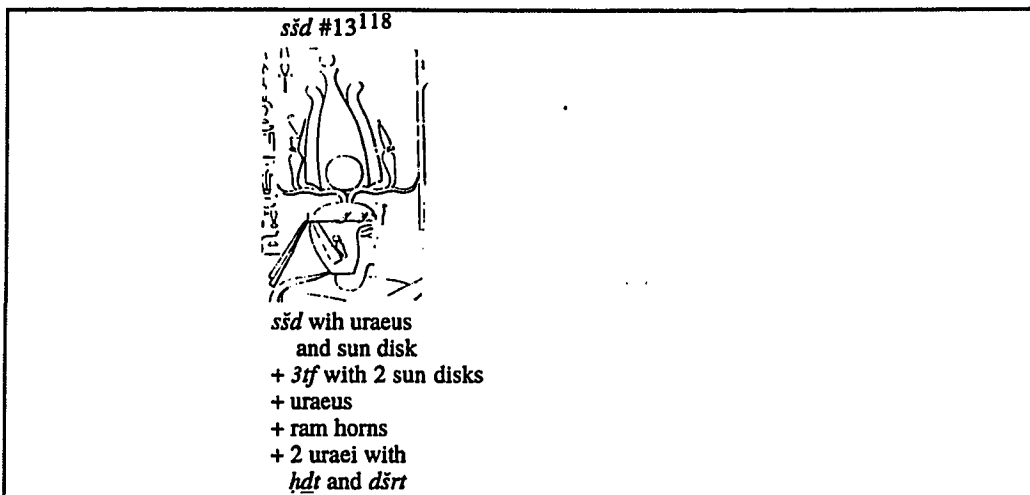 sšd #13118
sšd wih uraeus
and sun disk
+ 3tf with 2 sun disks
+ uraeus
+ ram horns
+ 2 uraei with
ḥḏt and dšrt